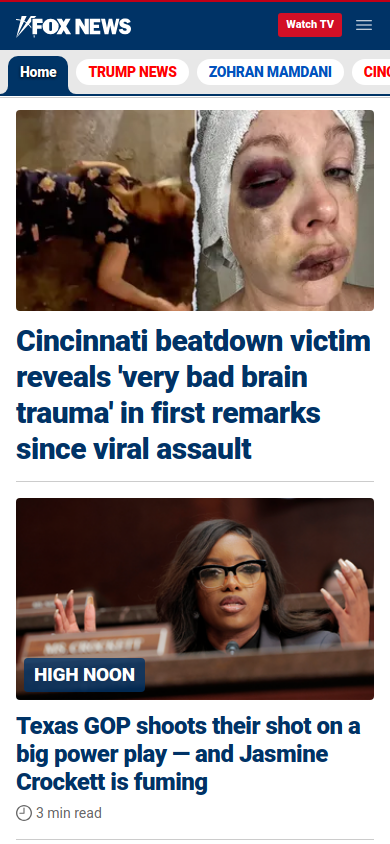 FOX NEWS
Watch TV
Home
TRUMP NEWS
ZOHRAN MAMDANI
CINC
Cincinnati beatdown victim
reveals 'very bad brain
trauma' in first remarks
since viral assault
MS. CROCKETT
HIGH NOON
Texas GOP shoots their shot on a
big power play — and Jasmine
Crockett is fuming
3 min read